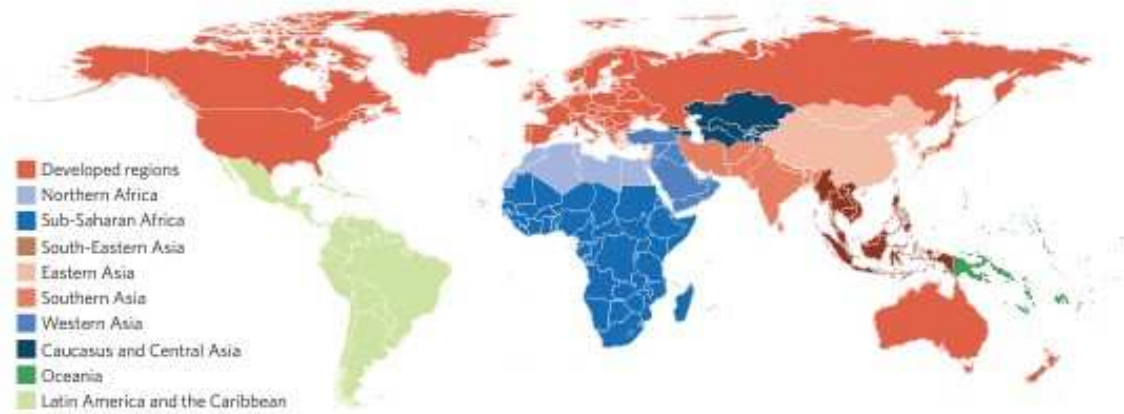 Developed regions
Northern Africa
Sub-Saharan Africa
South-Eastern Asia
Eastern Asia
Southern Asia
Western Asia
Caucasus and Central Asia
Oceania
Latin America and the Caribbean